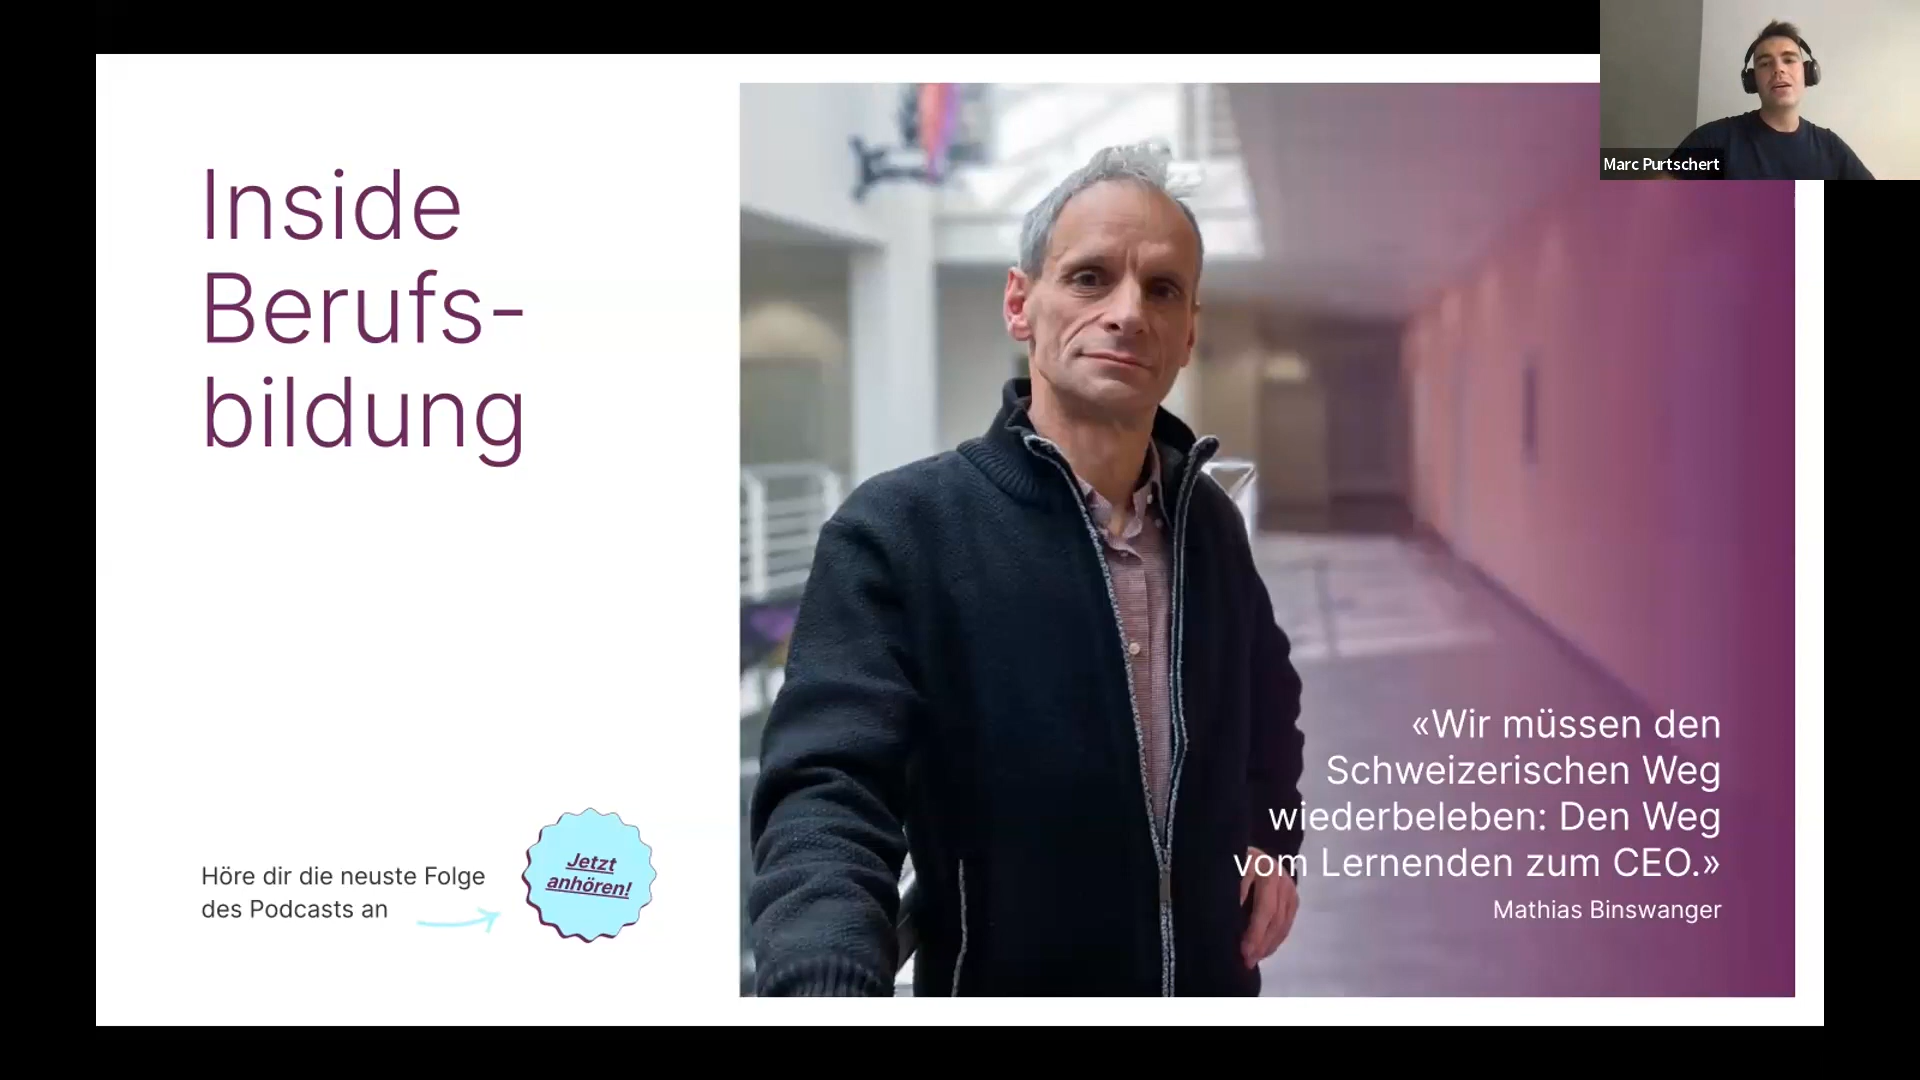 Inside
Berufs-
bildung
Höre dir die neuste Folge
des Podcasts an
Jetzt
anhören!
«Wir müssen den
Schweizerischen Weg
wiederbeleben: Den Weg
vom Lernenden zum CEO.»
Mathias Binswanger
Marc Purtschert